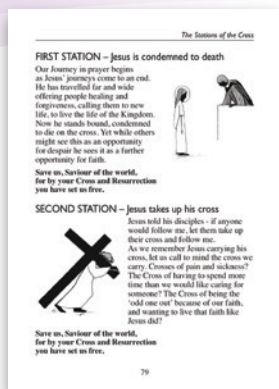 The Stations of the Cross
FIRST STATION – Jesus is condemned to death
Our Journey in prayer begins
as Jesus' journeys come to an end.
He has travelled far and wide
offering people healing and
forgiveness, calling them to new
life, to live the life of the Kingdom.
Now he stands bound, condemned
to die on the cross. Yet while others
might see this as an opportunity
for despair he sees it as a further
opportunity for faith.
Save us, Saviour of the world,
for by your Cross and Resurrection
you have set us free.
SECOND STATION – Jesus takes up his cross
Jesus told his disciples - if anyone
would follow me, let them take up
their cross and follow me.
As we remember Jesus carrying his
cross, let us call to mind the cross we
carry. Crosses of pain and sickness?
The Cross of having to spend more
time than we would like caring for
someone? The Cross of being the
'odd one out' because of our faith,
and wanting to live that faith like
Jesus did?
Save us, Saviour of the world,
for by your Cross and Resurrection
you have set us free.
79